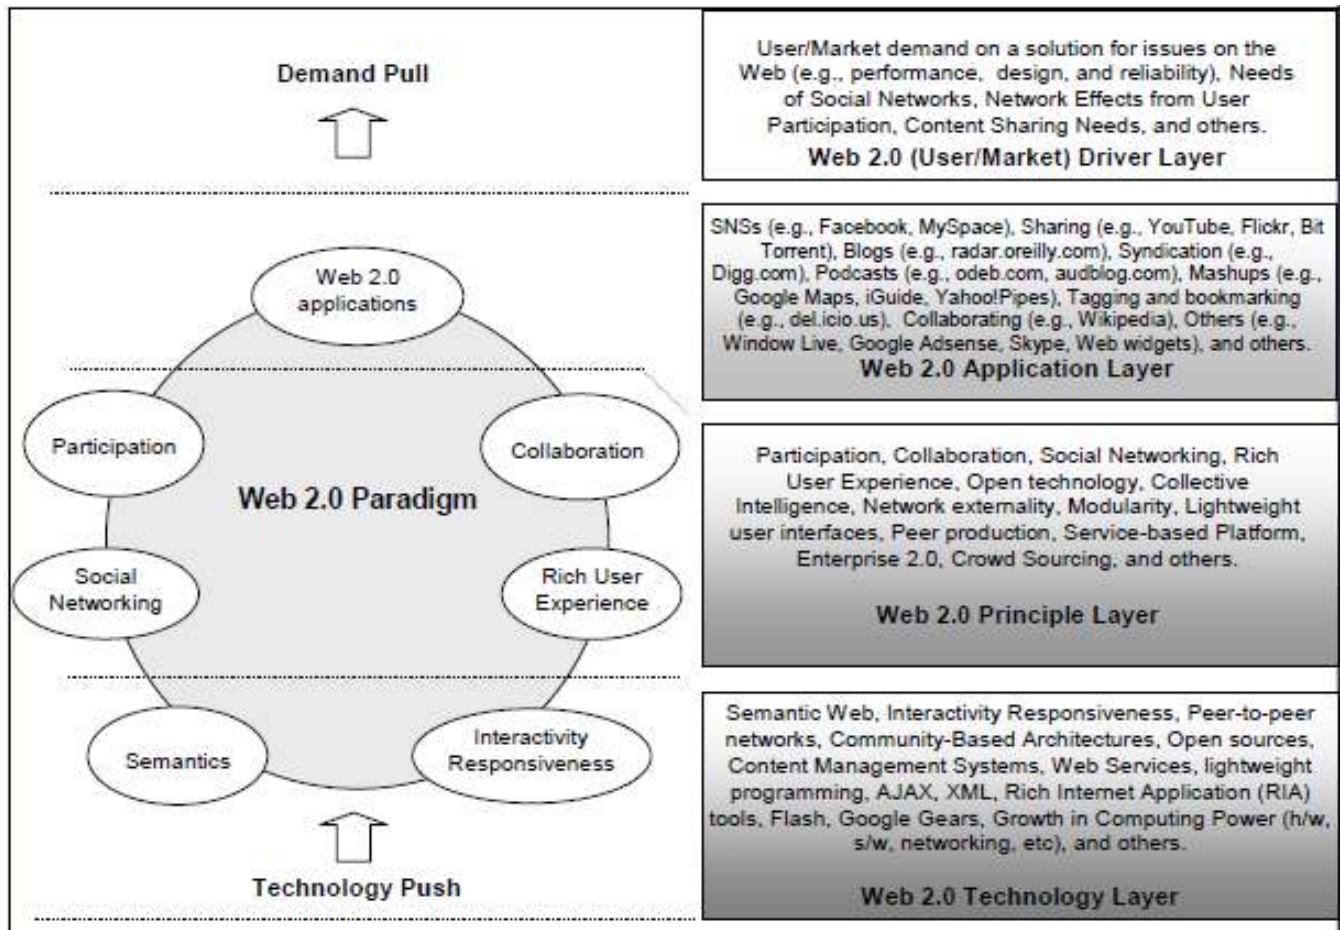 Demand Pull
Web 2.0
applications
Participation
Collaboration
Web 2.0 Paradigm
Social
Networking
Rich User
Experience
Semantics
Interactivity
Responsiveness
Technology Push
User/Market demand on a solution for issues on the
Web (e.g., performance, design, and reliability), Needs
of Social Networks, Network Effects from User
Participation, Content Sharing Needs, and others.
Web 2.0 (User/Market) Driver Layer
SNSs (e.g., Facebook, MySpace), Sharing (e.g., YouTube, Flickr, Bit
Torrent), Blogs (e.g., radar.oreilly.com), Syndication (e.g.,
Digg.com), Podcasts (e.g., odeb.com, audblog.com), Mashups (e.g.,
Google Maps, iGuide, Yahoo!Pipes), Tagging and bookmarking
(e.g., del.icio.us), Collaborating (e.g., Wikipedia), Others (e.g.,
Window Live, Google Adsense, Skype, Web widgets), and others.
Web 2.0 Application Layer
Participation, Collaboration, Social Networking, Rich
User Experience, Open technology, Collective
Intelligence, Network externality, Modularity, Lightweight
user interfaces, Peer production, Service-based Platform,
Enterprise 2.0, Crowd Sourcing, and others.
Web 2.0 Principle Layer
Semantic Web, Interactivity Responsiveness, Peer-to-peer
networks, Community-Based Architectures, Open sources,
Content Management Systems, Web Services, lightweight
programming, AJAX, XML, Rich Internet Application (RIA)
tools, Flash, Google Gears, Growth in Computing Power (h/w,
s/w, networking, etc), and others.
Web 2.0 Technology Layer